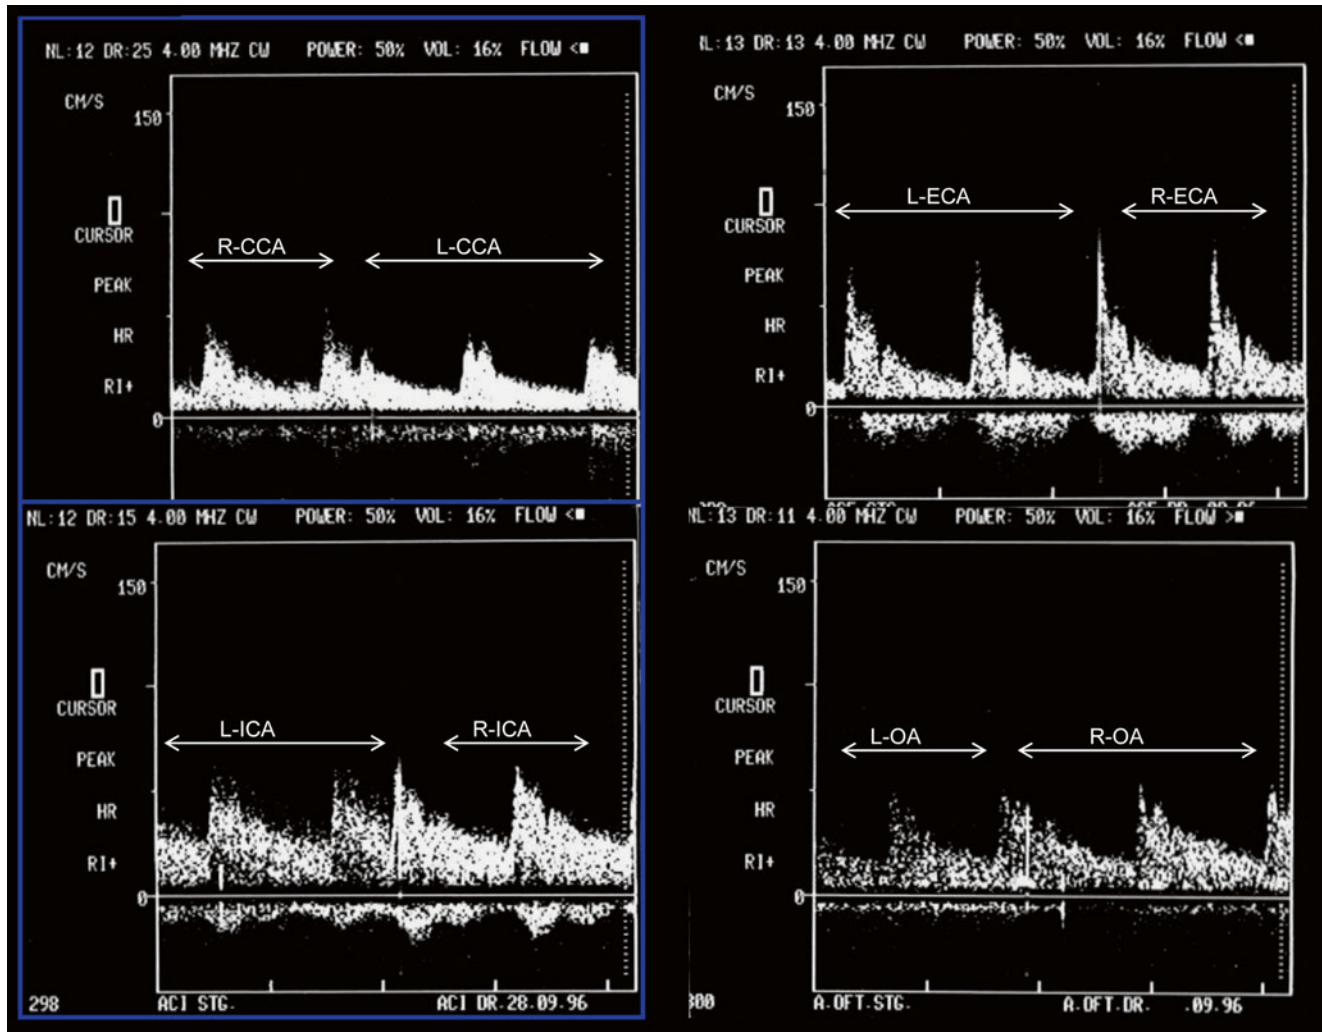 NL:12 DR:25 4.00 MHZ CW POWER: 50% VOL: 16% FLOW <
CM/S
150
CURSOR
R-CCA L-CCA
PEAK
HR
RI+
0
NL:13 DR:13 4.00 MHZ CW POWER: 50% VOL: 16% FLOW <
CM/S
150
L-ECA R-ECA
CURSOR
PEAK
HR
RI+
0
NL:12 DR:15 4.00 MHZ CW POWER: 50% VOL: 16% FLOW <
CM/S
150
CURSOR
L-ICA R-ICA
PEAK
HR
RI+
0
298 ACI STG. ACI DR.28.09.96
NL:13 DR:11 4.00 MHZ CW POWER: 50% VOL: 16% FLOW >
CM/S
150
CURSOR
L-OA R-OA
PEAK
HR
RI+
0
A.OFT.STG. A.OFT.DR. .09.96